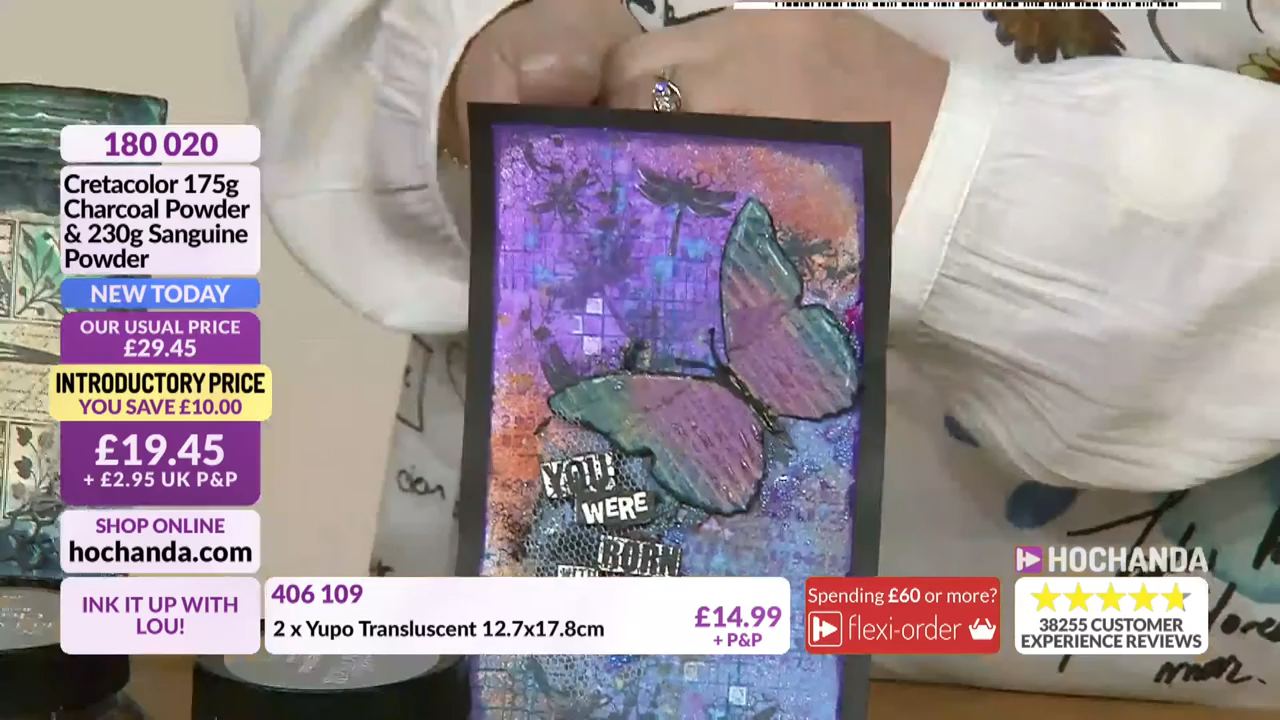 180 020
Cretacolor 175g
Charcoal Powder
& 230g Sanguine
Powder
NEW TODAY
OUR USUAL PRICE
£29.45
INTRODUCTORY PRICE
YOU SAVE £10.00
£19.45
+ £2.95 UK P&P
SHOP ONLINE
hochanda.com
INK IT UP WITH
LOU!
YOU
WERE
BORN
406 109
2 x Yupo Transluscent 12.7x17.8cm
£14.99
+ P&P
Spending £60 or more?
flexi-order
HOCHANDA
38255 CUSTOMER
EXPERIENCE REVIEWS